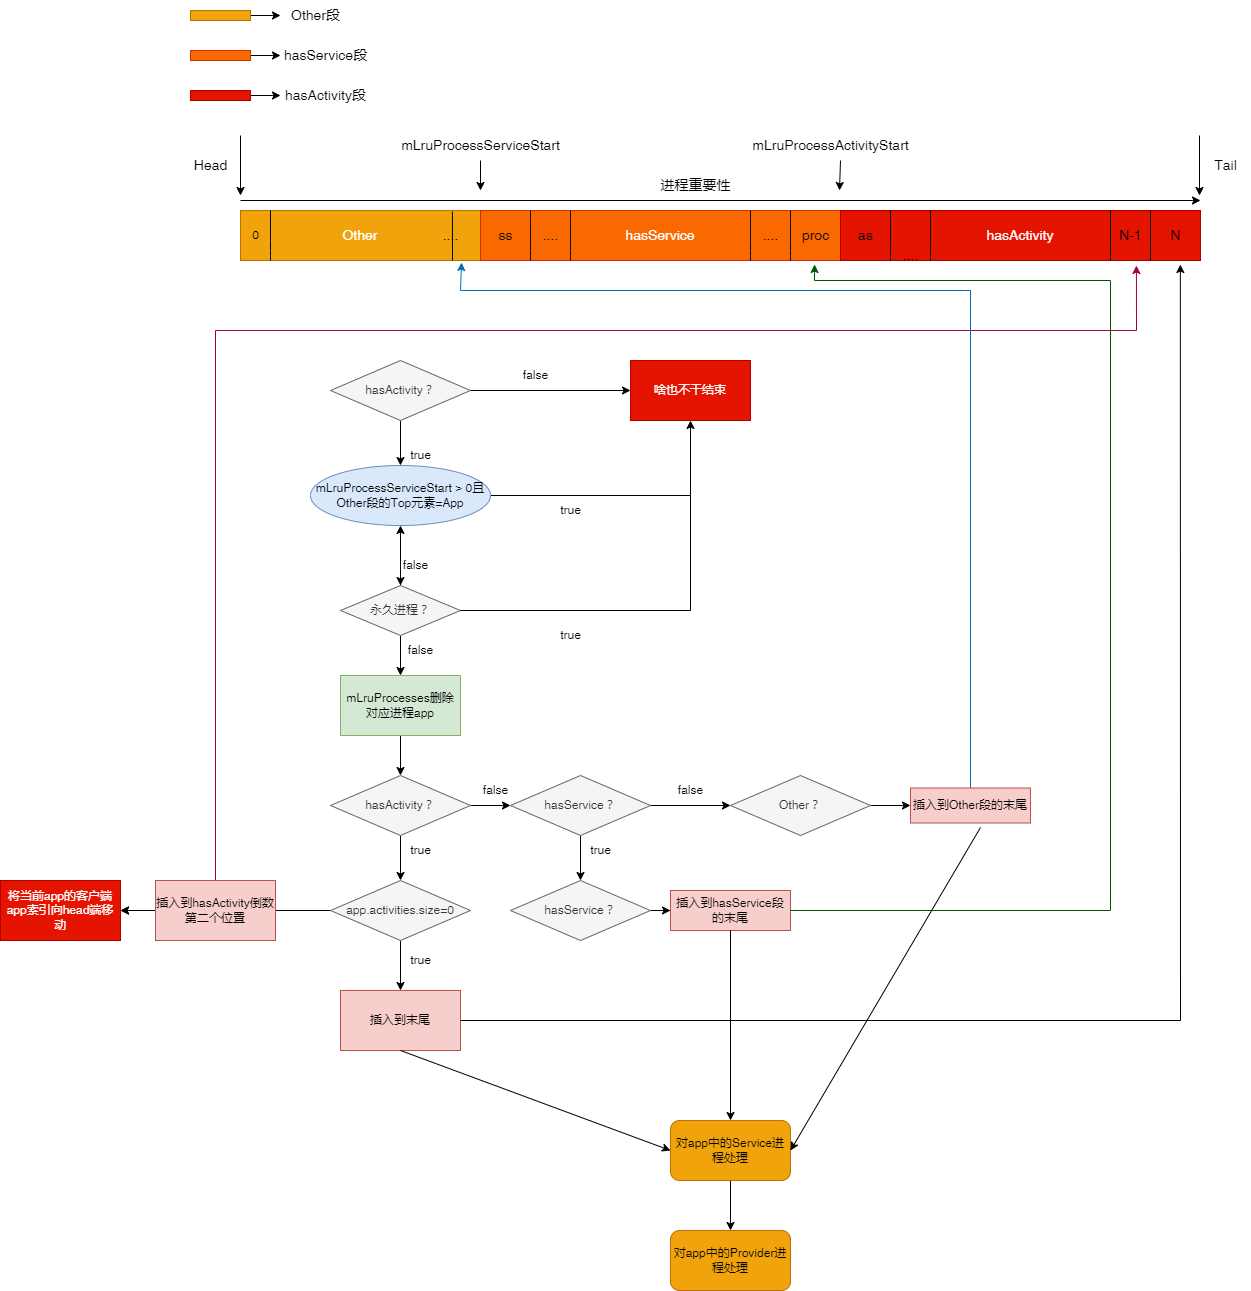 Other段
hasService段
hasActivity段
mLruProcessServiceStart
mLruProcessActivityStart
Head
进程重要性
Tail
0
Other
....
ss
....
hasService
....
proc
as
....
hasActivity
N-1
N
hasActivity ?
false
啥也不干结束
true
mLruProcessServiceStart > 0且
Other段的Top元素=App
true
false
永久进程 ?
true
false
mLruProcesses删除
对应进程app
hasActivity ?
false
hasService ?
false
Other ?
插入到Other段的末尾
true
true
将当前app的客户端
app索引向head端移
动
插入到hasActivity倒数
第二个位置
app.activities.size=0
hasService ?
插入到hasService段
的末尾
true
插入到末尾
对app中的Service进
程处理
对app中的Provider进
程处理